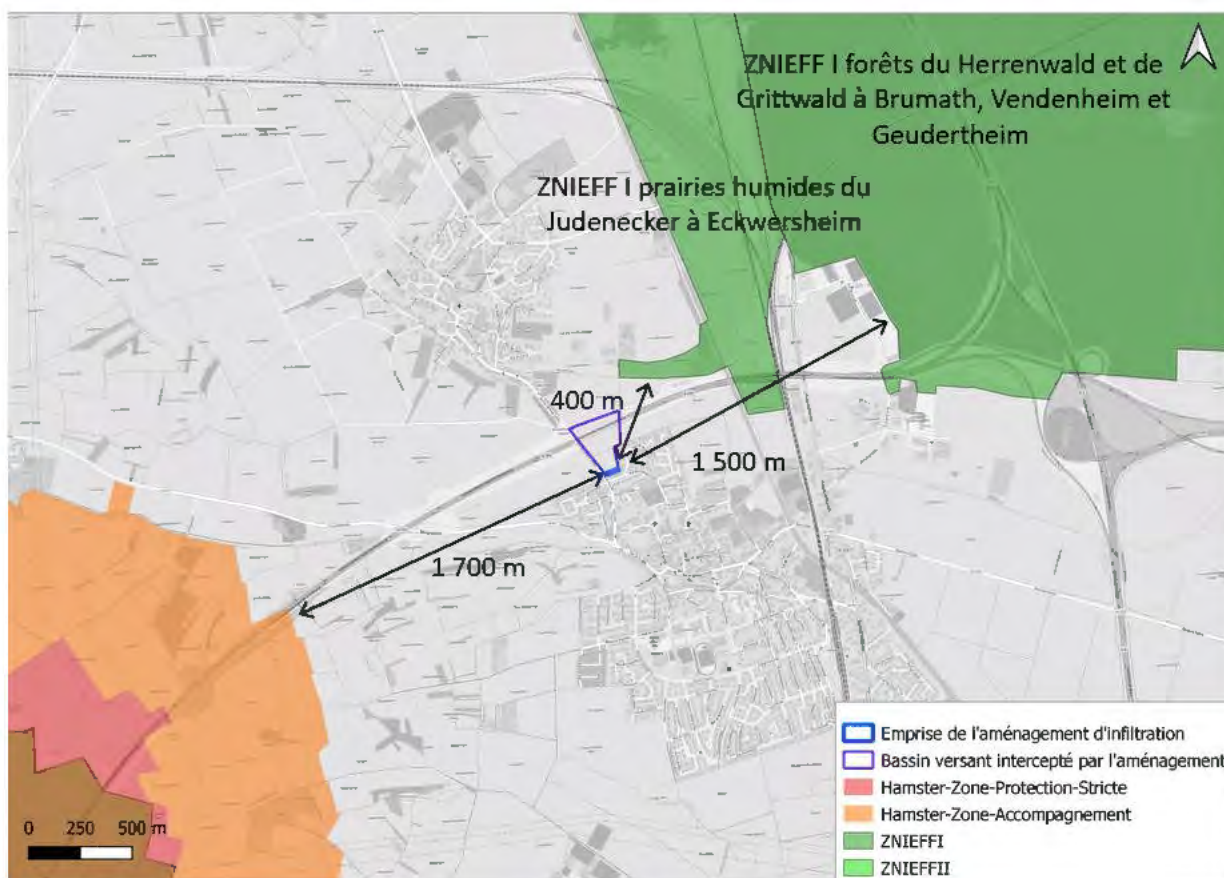 ZNIEFF I forêts du Herrenwald et de
Grittwald à Brumath, Vendenheim et
Geudertheim
ZNIEFF I prairies humides du
Judenecker à Eckwersheim
400 m
1 500 m
1 700 m
Emprise de l'aménagement d'infiltration
Bassin versant intercepté par l'aménagement
Hamster-Zone-Protection-Stricte
Hamster-Zone-Accompagnement
ZNIEFFI
ZNIEFFII
0 250 500 m